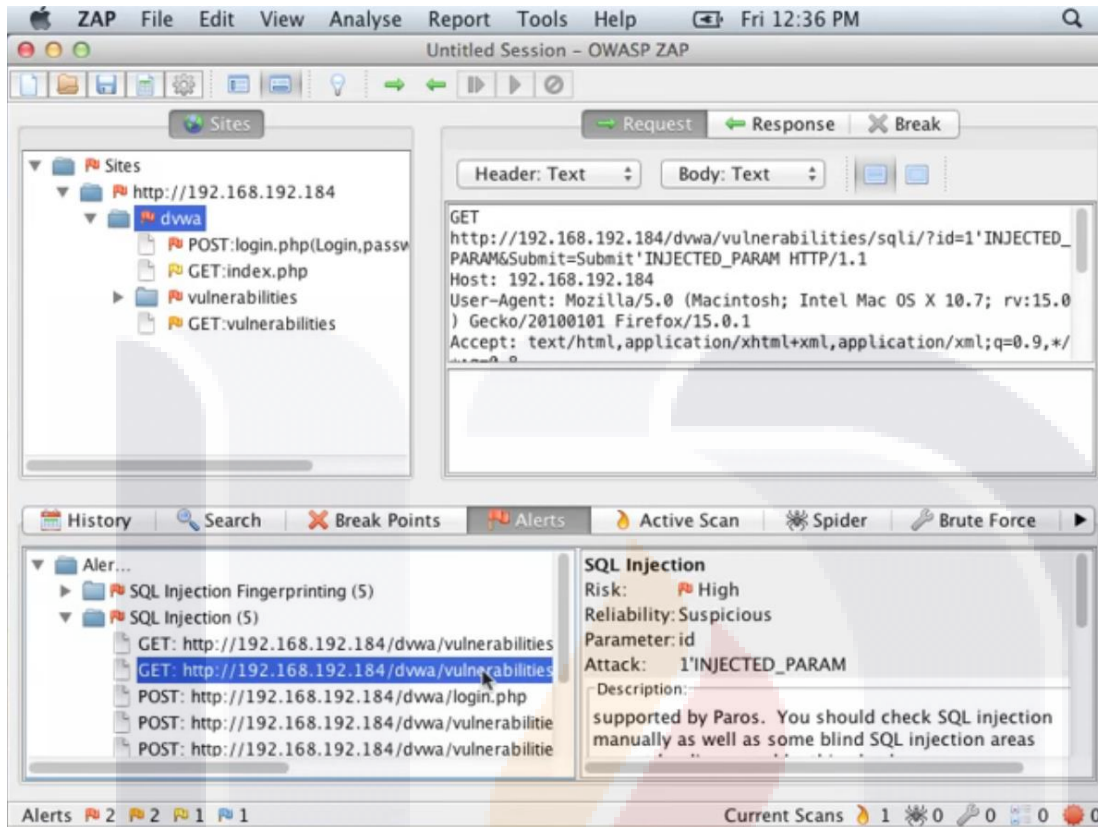 ZAP File Edit View Analyse Report Tools Help Fri 12:36 PM
Untitled Session – OWASP ZAP
Sites
Request Response Break
Header: Text Body: Text
Sites
http://192.168.192.184
dvwa
POST:login.php(Login,passw
GET:index.php
vulnerabilities
GET:vulnerabilities
GET
http://192.168.192.184/dvwa/vulnerabilities/sqli/?id=1'INJECTED_
PARAM&Submit=Submit'INJECTED_PARAM HTTP/1.1
Host: 192.168.192.184
User-Agent: Mozilla/5.0 (Macintosh; Intel Mac OS X 10.7; rv:15.0
) Gecko/20100101 Firefox/15.0.1
Accept: text/html,application/xhtml+xml,application/xml;q=0.9,*/
History Search Break Points Alerts Active Scan Spider Brute Force
Aler...
SQL Injection Fingerprinting (5)
SQL Injection (5)
GET: http://192.168.192.184/dvwa/vulnerabilities
GET: http://192.168.192.184/dvwa/vulnerabilities
POST: http://192.168.192.184/dvwa/login.php
POST: http://192.168.192.184/dvwa/vulnerabilitie
POST: http://192.168.192.184/dvwa/vulnerabilitie
SQL Injection
Risk: High
Reliability: Suspicious
Parameter: id
Attack: 1'INJECTED_PARAM
Description:
supported by Paros. You should check SQL injection
manually as well as some blind SQL injection areas
Alerts 2 2 1 1 Current Scans 1 0 0 0 0